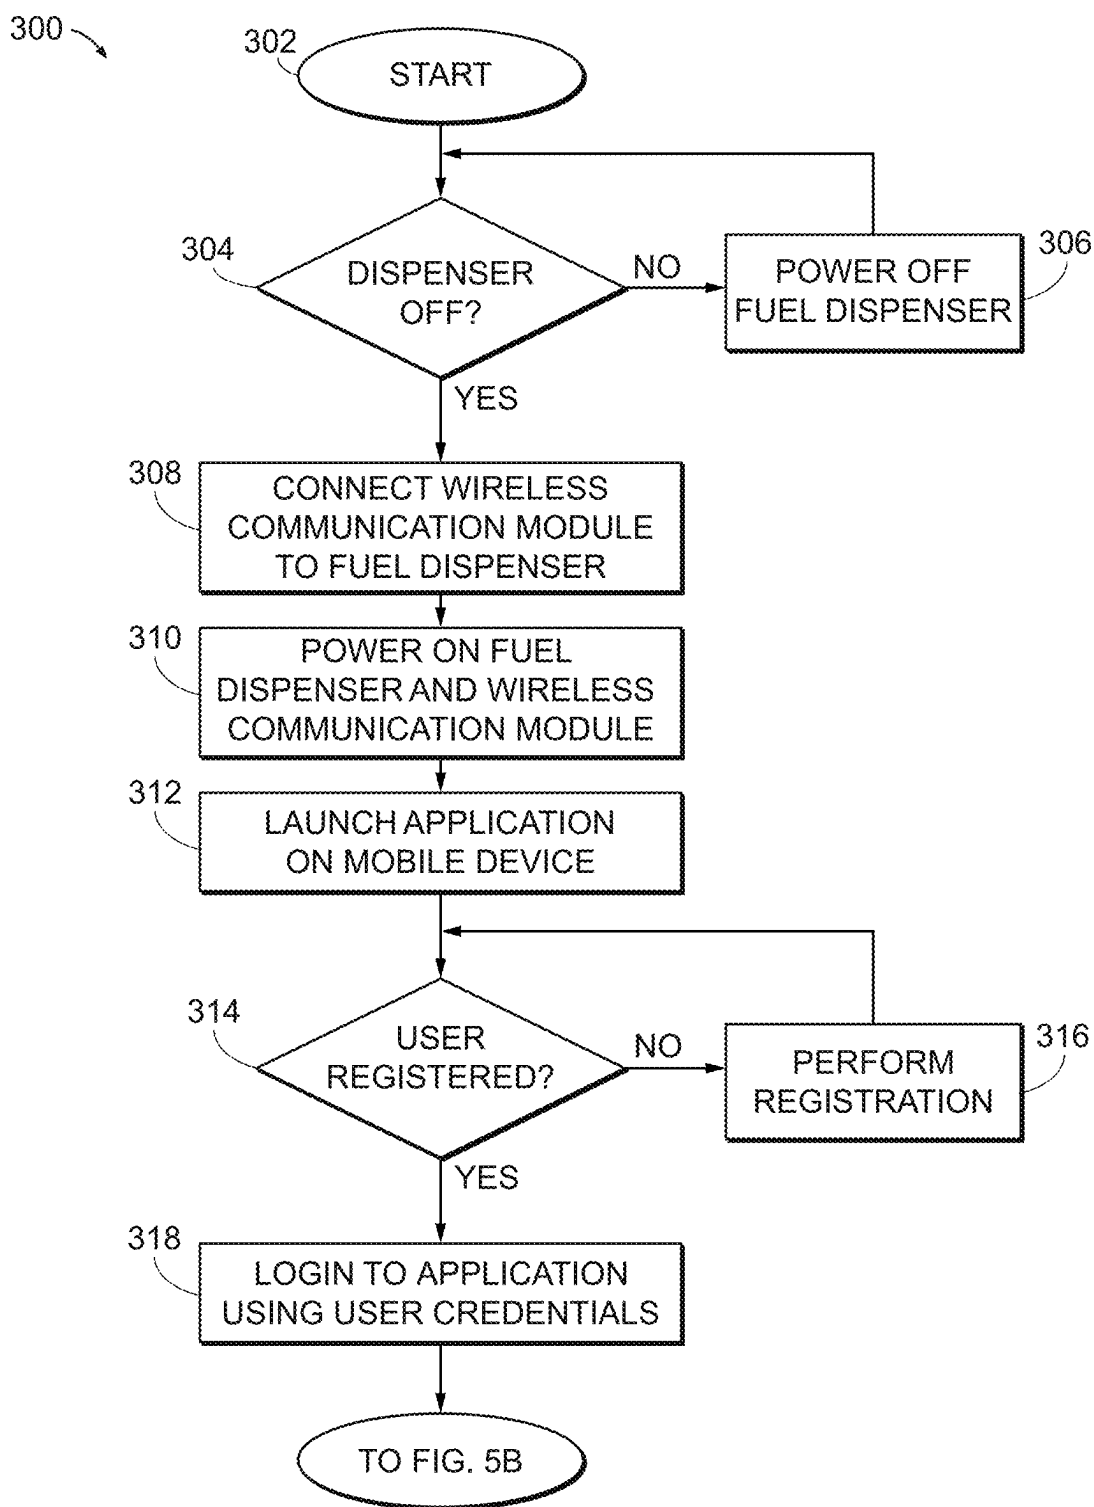 300
302
START
304
DISPENSER
OFF?
NO
POWER OFF
FUEL DISPENSER
306
YES
308
CONNECT WIRELESS
COMMUNICATION MODULE
TO FUEL DISPENSER
310
POWER ON FUEL
DISPENSER AND WIRELESS
COMMUNICATION MODULE
312
LAUNCH APPLICATION
ON MOBILE DEVICE
314
USER
REGISTERED?
NO
PERFORM
REGISTRATION
316
YES
318
LOGIN TO APPLICATION
USING USER CREDENTIALS
TO FIG. 5B